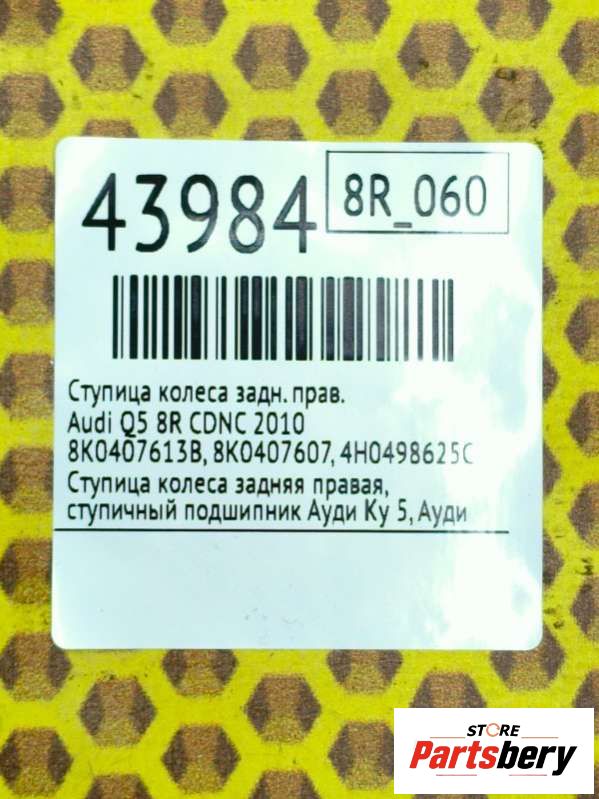 43984
8R_060
Ступица колеса задн. прав.
Audi Q5 8R CDNC 2010
8K0407613B, 8K0407607, 4H0498625C
Ступица колеса задняя правая,
ступичный подшипник Ауди Ку 5, Ауди
STORE
Partsbery